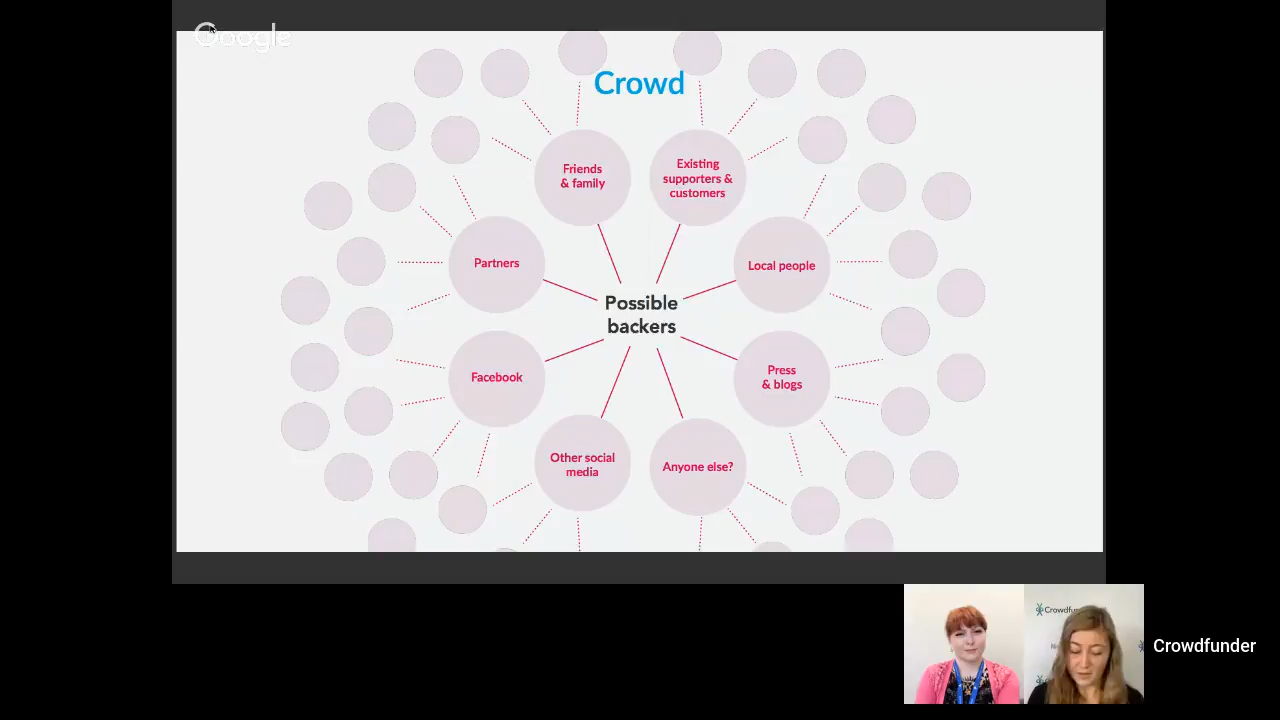 Google
Crowd
Friends
& family
Existing
supporters &
customers
Partners
Local people
Possible
backers
Facebook
Press
& blogs
Other social
media
Anyone else?
Crowdfunder